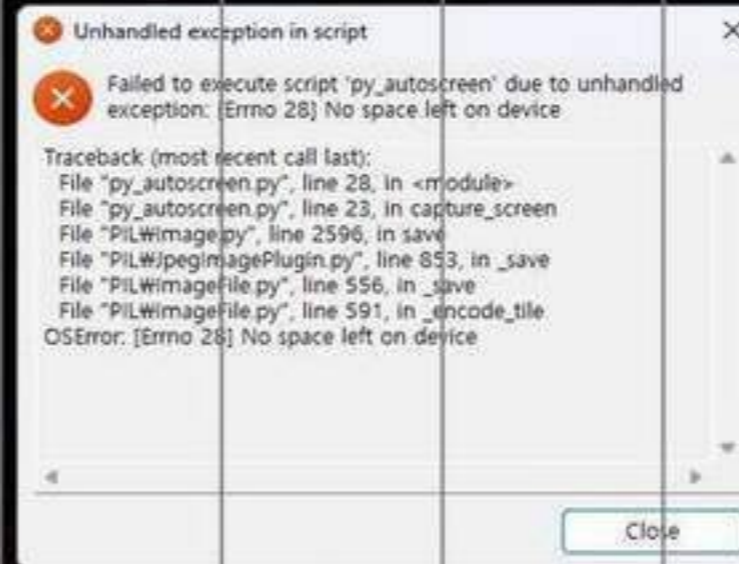 Unhandled exception in script
Failed to execute script 'py_autoscreen' due to unhandled
exception: [Errno 28] No space left on device
Traceback (most recent call last):
File "py_autoscreen.py", line 28, in <module>
File "py_autoscreen.py", line 23, in capture_screen
File "PIL₩Image.py", line 2596, in save
File "PIL₩JpegImagePlugin.py", line 853, in _save
File "PIL₩ImageFile.py", line 556, in _save
File "PIL₩ImageFile.py", line 591, in _encode_tile
OSError: [Errno 28] No space left on device
Close